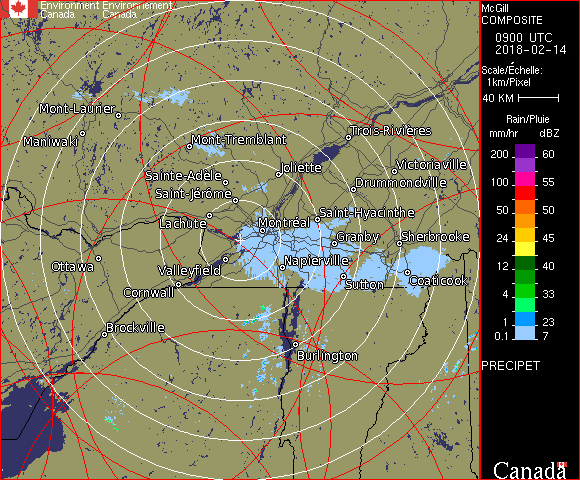 Environment Environnement
Canada Canada
McGill
COMPOSITE
0900 UTC
2018-02-14
Scale/Échelle:
1km/Pixel
40 KM
Rain/Pluie
mm/hr dBZ
200 60
100 55
50 50
24 45
12 40
4 33
1 23
0.1 7
PRECIPET
Canada
Mont-Laurier
Maniwaki
Mont-Tremblant
Trois-Rivières
Sainte-Adèle
Joliette
Victoriaville
Saint-Jérôme
Drummondville
Lachute
Montréal
Saint-Hyacinthe
Granby
Sherbrooke
Ottawa
Valleyfield
Napierville
Cornwall
Sutton
Coaticook
Brockville
Burlington